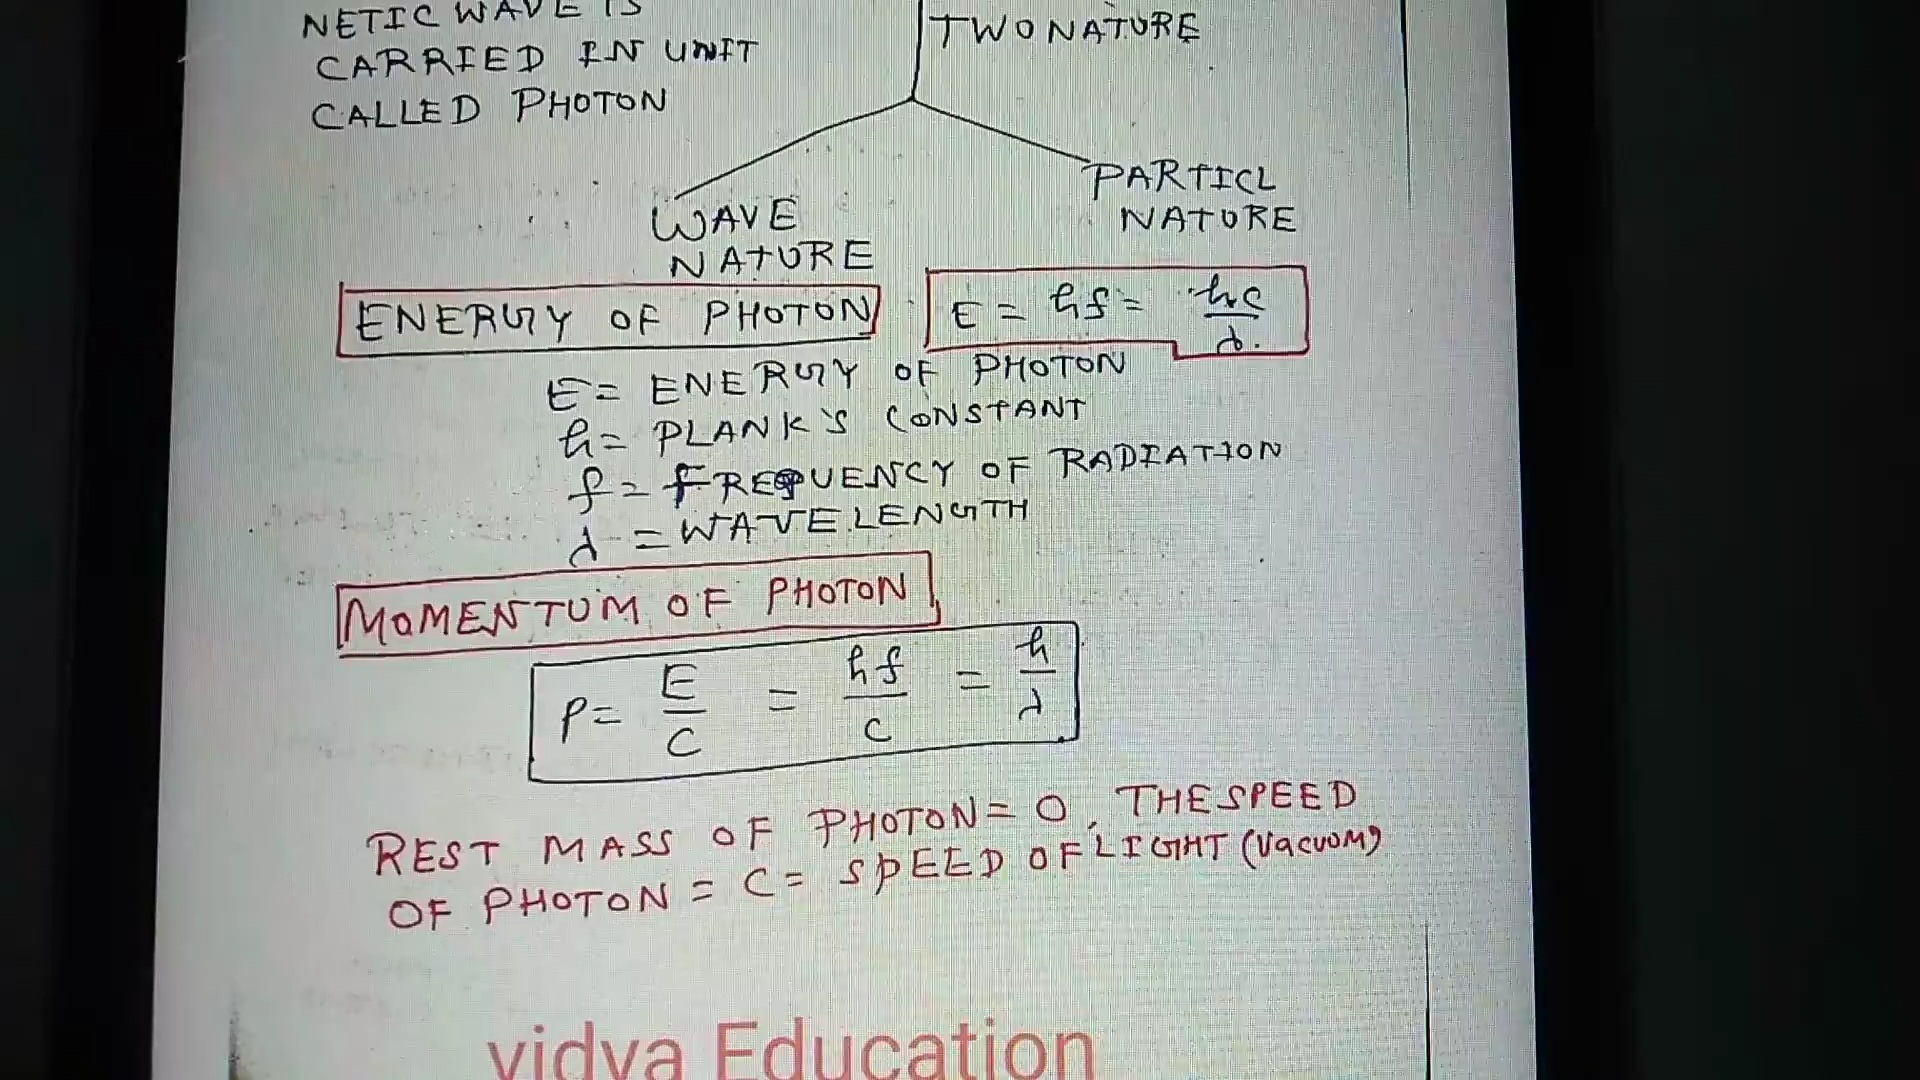 NETIC WAVE IS
CARRIED IN UNIT
CALLED PHOTON
TWO NATURE
WAVE
NATURE
PARTICL
NATURE
ENERGY OF PHOTON
E = hf = hc/λ
E = ENERGY OF PHOTON
h = PLANK'S CONSTANT
f = FREQUENCY OF RADIATION
λ = WAVELENGTH
MOMENTUM OF PHOTON
P = E/C = hf/c = h/λ
REST MASS OF PHOTON = 0, THE SPEED
OF PHOTON = C = SPEED OF LIGHT (Vacuum)
vidya Education